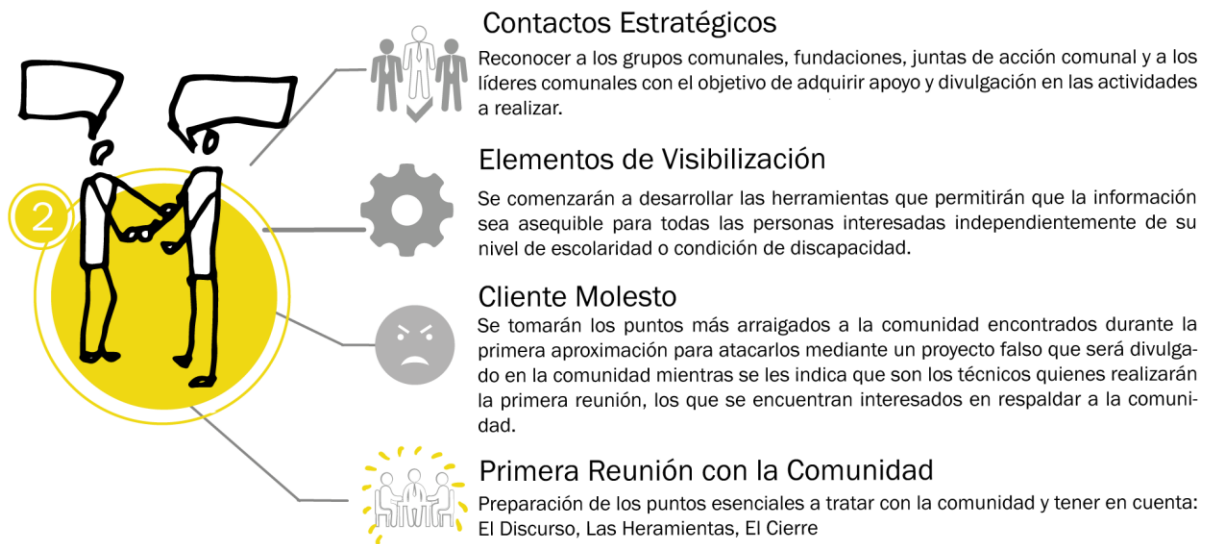 Contactos Estratégicos
Reconocer a los grupos comunales, fundaciones, juntas de acción comunal y a los
líderes comunales con el objetivo de adquirir apoyo y divulgación en las actividades
a realizar.
2
Elementos de Visibilización
Se comenzarán a desarrollar las herramientas que permitirán que la información
sea asequible para todas las personas interesadas independientemente de su
nivel de escolaridad o condición de discapacidad.
Cliente Molesto
Se tomarán los puntos más arraigados a la comunidad encontrados durante la
primera aproximación para atacarlos mediante un proyecto falso que será divulga-
do en la comunidad mientras se les indica que son los técnicos quienes realizarán
la primera reunión, los que se encuentran interesados en respaldar a la comuni-
dad.
Primera Reunión con la Comunidad
Preparación de los puntos esenciales a tratar con la comunidad y tener en cuenta:
El Discurso, Las Heramientas, El Cierre